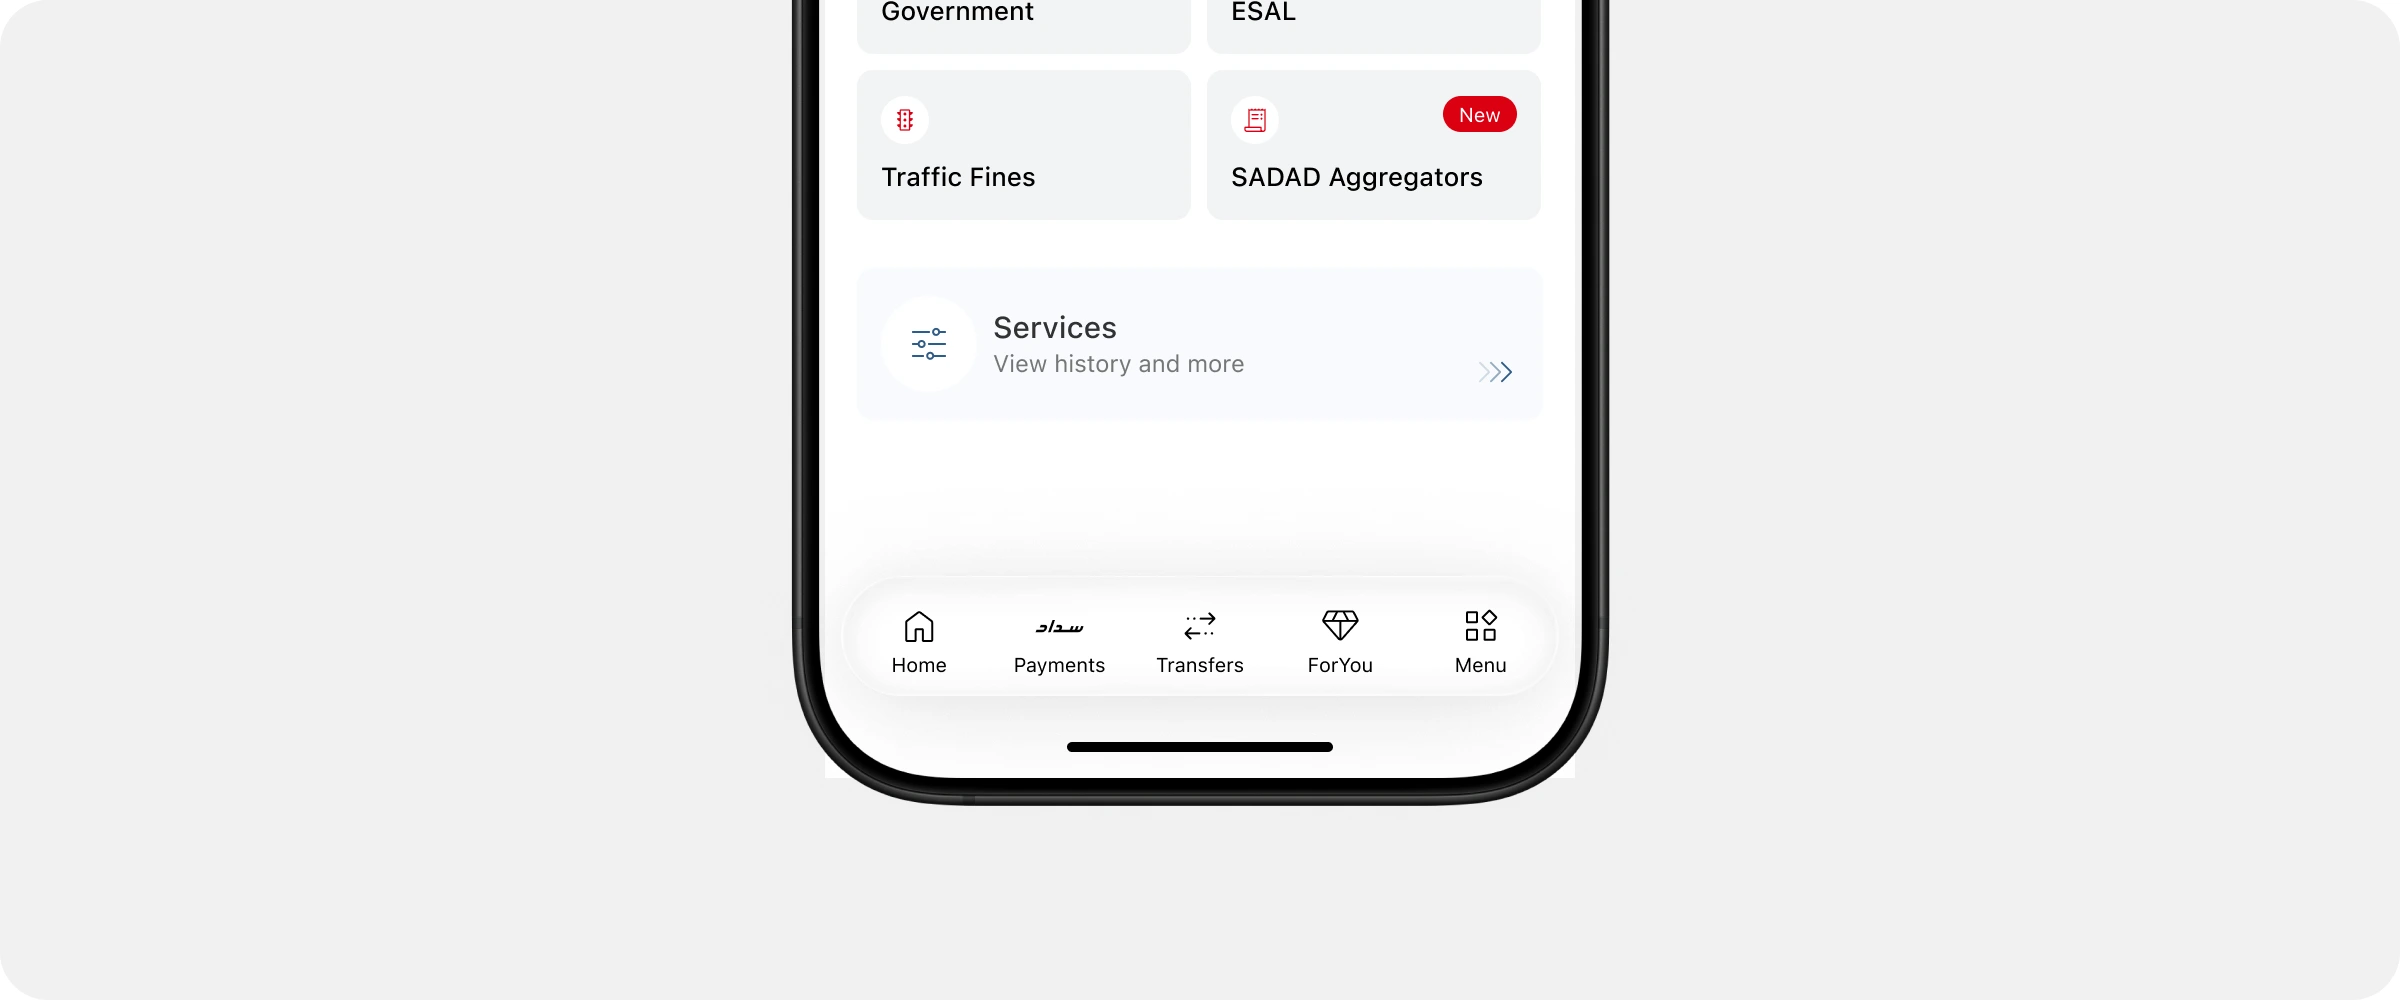 Government
ESAL
New
Traffic Fines
SADAD Aggregators
Services
View history and more
سداد
Home
Payments
Transfers
ForYou
Menu